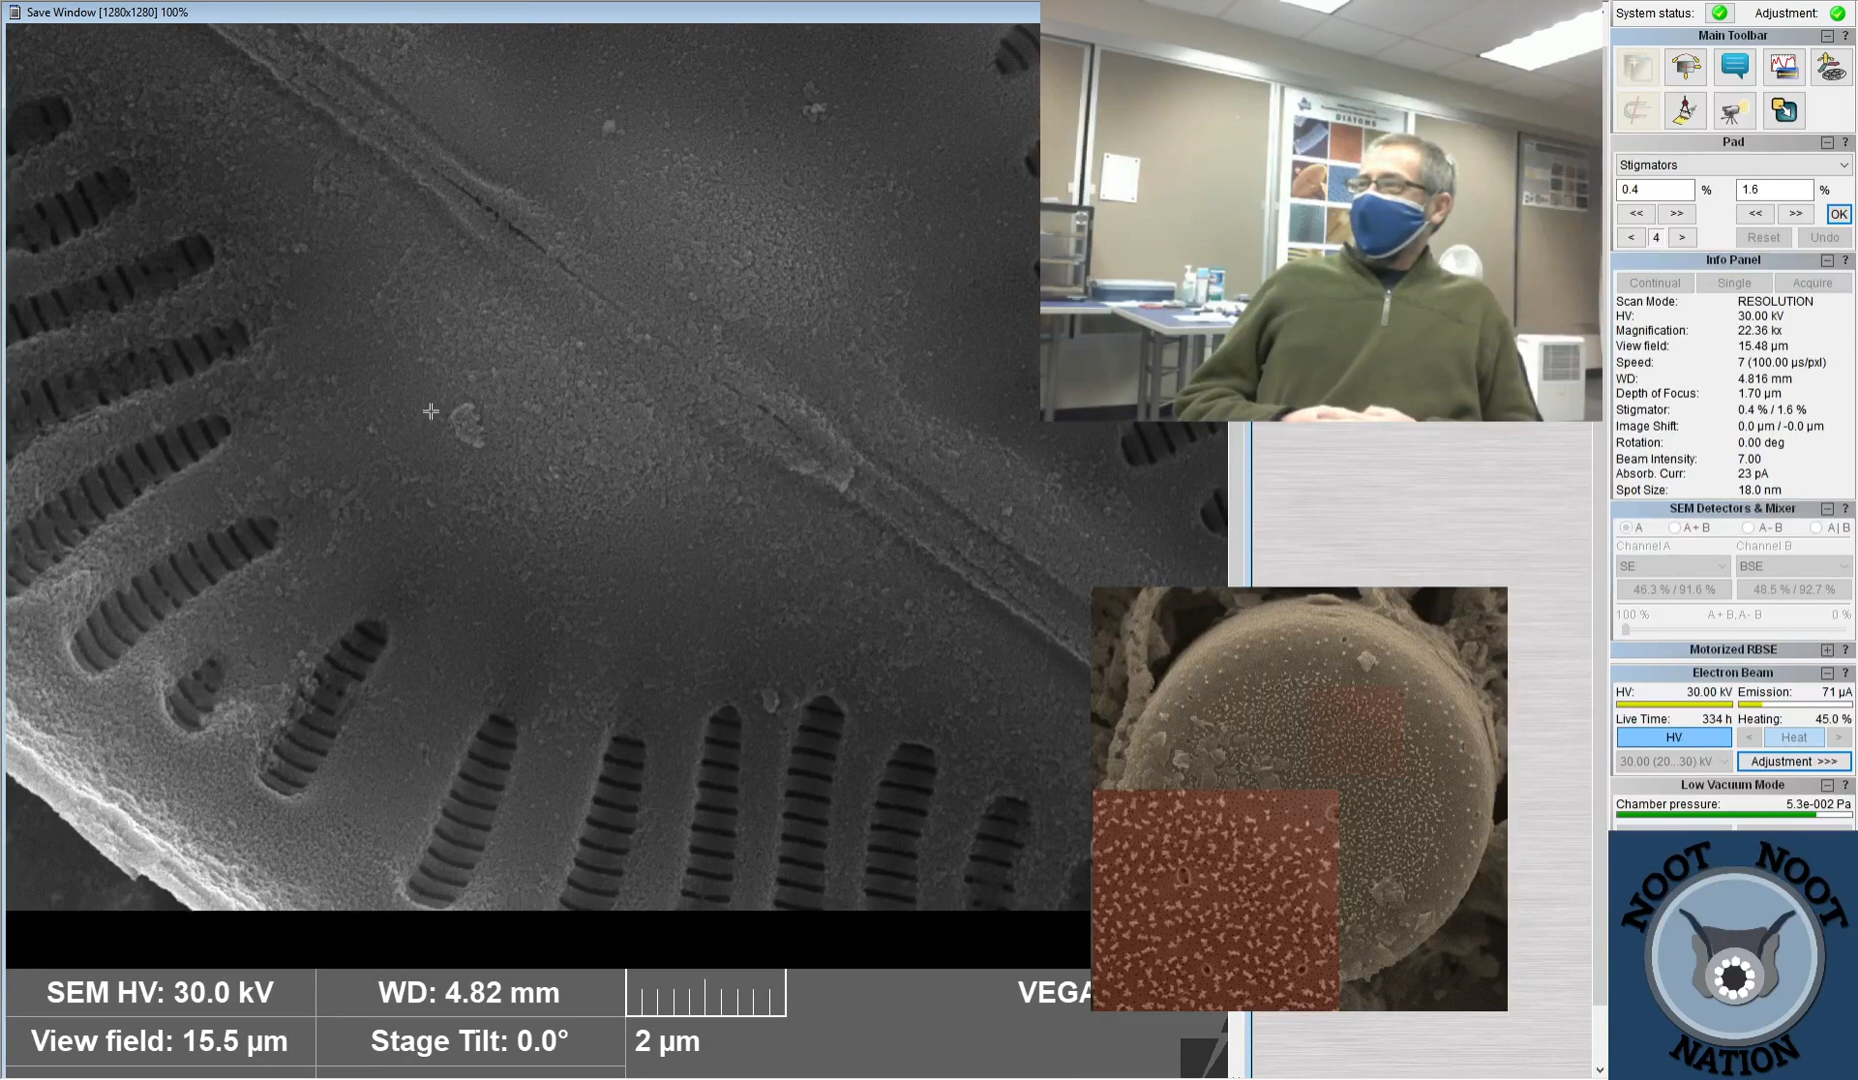 Save Window [1280x1280] 100%
DIATOMS
System status:
Adjustment:
Main Toolbar
?
Pad
?
Stigmators
0.4 %
1.6 %
<< >>
<< >>
OK
< 4 >
Reset
Undo
Info Panel
?
Continual
Single
Acquire
Scan Mode: RESOLUTION
HV: 30.00 kV
Magnification: 22.36 kx
View field: 15.48 µm
Speed: 7 (100.00 µs/pxl)
WD: 4.816 mm
Depth of Focus: 1.70 µm
Stigmator: 0.4 % / 1.6 %
Image Shift: 0.0 µm / -0.0 µm
Rotation: 0.00 deg
Beam Intensity: 7.00
Absorb. Curr: 23 pA
Spot Size: 18.0 nm
SEM Detectors & Mixer
?
A
A + B
A - B
A | B
Channel A
Channel B
SE
BSE
46.3 % / 91.6 %
48.5 % / 92.7 %
100 %
A + B, A - B
0 %
Motorized RBSE
?
Electron Beam
?
HV: 30.00 kV
Emission: 71 µA
Live Time: 334 h
Heating: 45.0 %
HV
< Heat >
30.00 (20...30) kV
Adjustment >>>
Low Vacuum Mode
?
Chamber pressure: 5.3e-002 Pa
NOOT NOOT
NATION
SEM HV: 30.0 kV
WD: 4.82 mm
VEGA
View field: 15.5 µm
Stage Tilt: 0.0°
2 µm